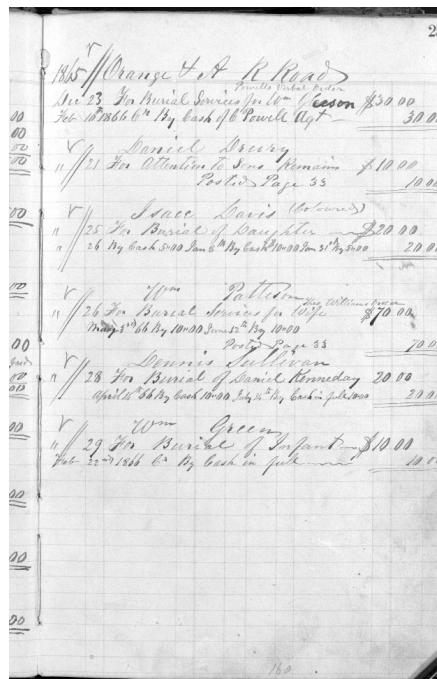 2
1865 // Orange & A R Road
Powells Verbal Order
Dec 23 For Burial Services for Wm Gleeson $30.00
Feb 10th 1866 Cr By Cash of C Powell Agt 30.00
// Daniel Drury
" 21 For Attention to Sons Remains $10.00
Posted Page 33 10.00
// Isaac Davis (Coloured)
" 25 For Burial of Daughter $20.00
" 26 By Cash 5.00 Jan 6th By Cash 10.00 Jan 31st By 5.00 20.00
// Wm Patterson
" 26 For Burial Services for Wife $70.00
3rd 66 By 10.00 June 12th By 10.00
Posted Page 33 70.00
// Dennis Sullivan
" 28 For Burial of Daniel Kenneday 20.00
April 16th 66 By Cash 10.00 July 14th By Cash in full 10.00 20.00
// Wm Green
" 29 For Burial of Infant $10.00
Feb 22nd 1866 Cr By Cash in full 10.00
160